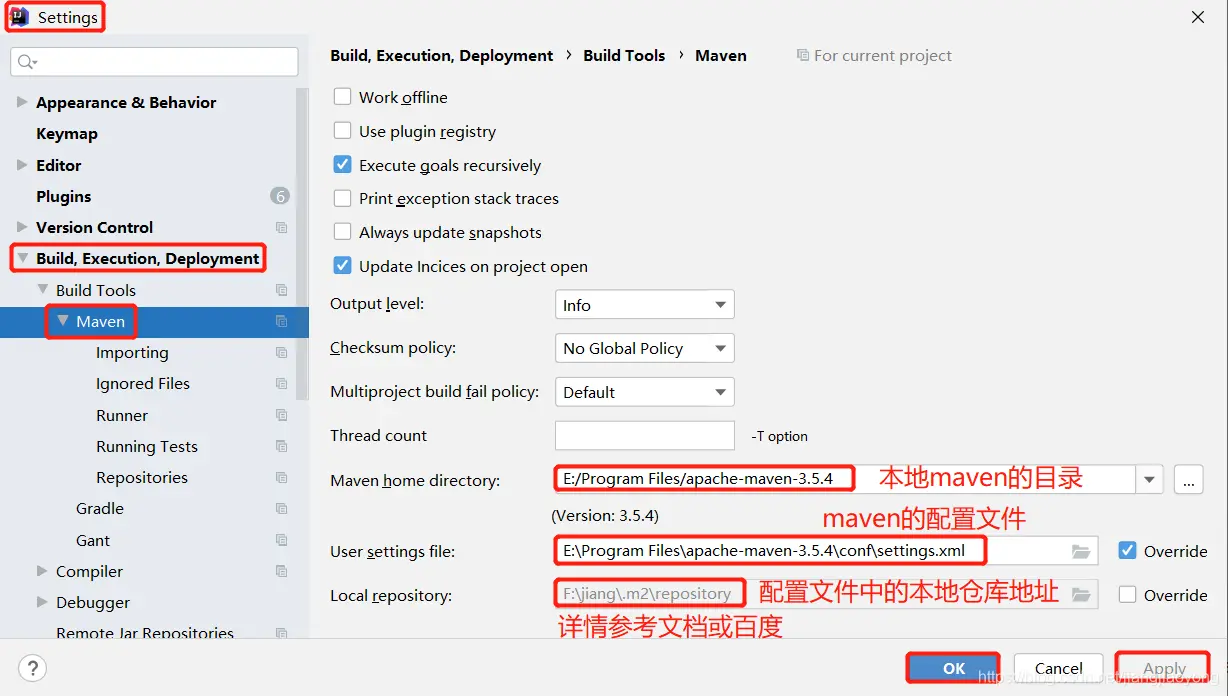 Settings
Build, Execution, Deployment › Build Tools › Maven
For current project
Appearance & Behavior
Keymap
Editor
Plugins
6
Version Control
Build, Execution, Deployment
Build Tools
Maven
Importing
Ignored Files
Runner
Running Tests
Repositories
Gradle
Gant
Compiler
Debugger
Remote Jar Repositories
Work offline
Use plugin registry
Execute goals recursively
Print exception stack traces
Always update snapshots
Update Incices on project open
Output level: Info
Checksum policy: No Global Policy
Multiproject build fail policy: Default
Thread count -T option
Maven home directory: E:/Program Files/apache-maven-3.5.4 本地maven的目录 ...
(Version: 3.5.4)
maven的配置文件
User settings file: E:\Program Files\apache-maven-3.5.4\conf\settings.xml Override
Local repository: F:\jiang\.m2\repository 配置文件中的本地仓库地址 Override
详情参考文档或百度
? OK Cancel Apply